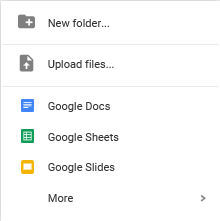 New folder...
Upload files...
Google Docs
Google Sheets
Google Slides
More